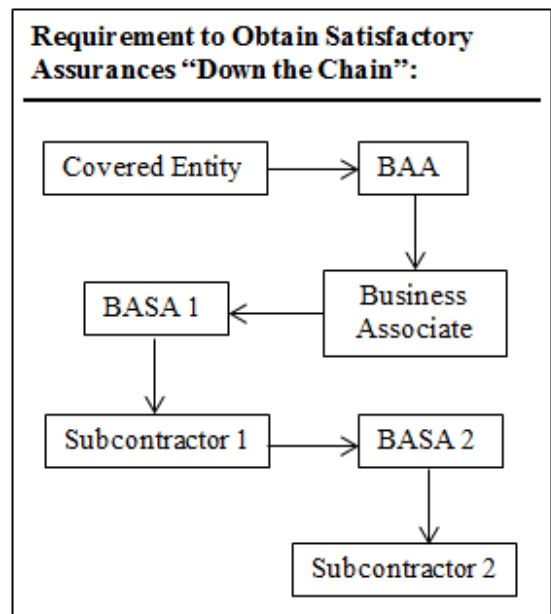 Requirement to Obtain Satisfactory
Assurances “Down the Chain”:
Covered Entity
BAA
Business
Associate
BASA 1
Subcontractor 1
BASA 2
Subcontractor 2